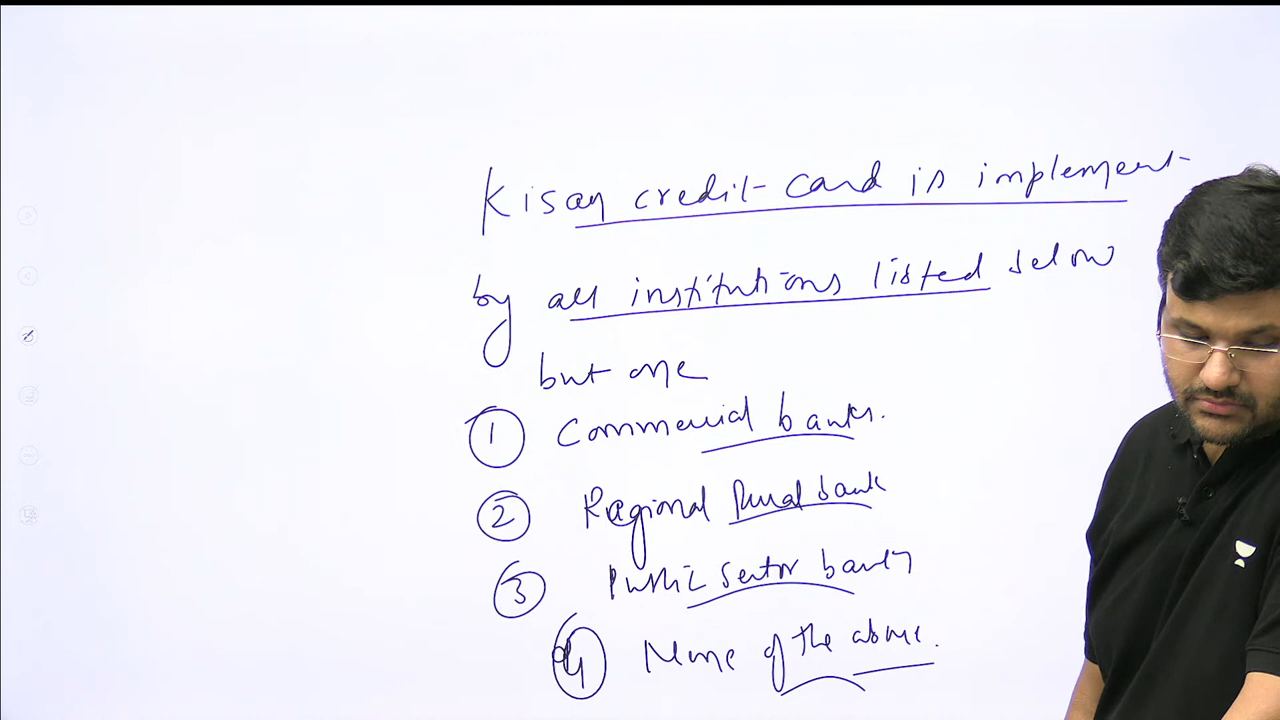 Kisan credit card is implement
by all institutions listed below
but one
1 Commercial banks.
2 Regional Rural bank
3 Public sector banks
4 None of the above.